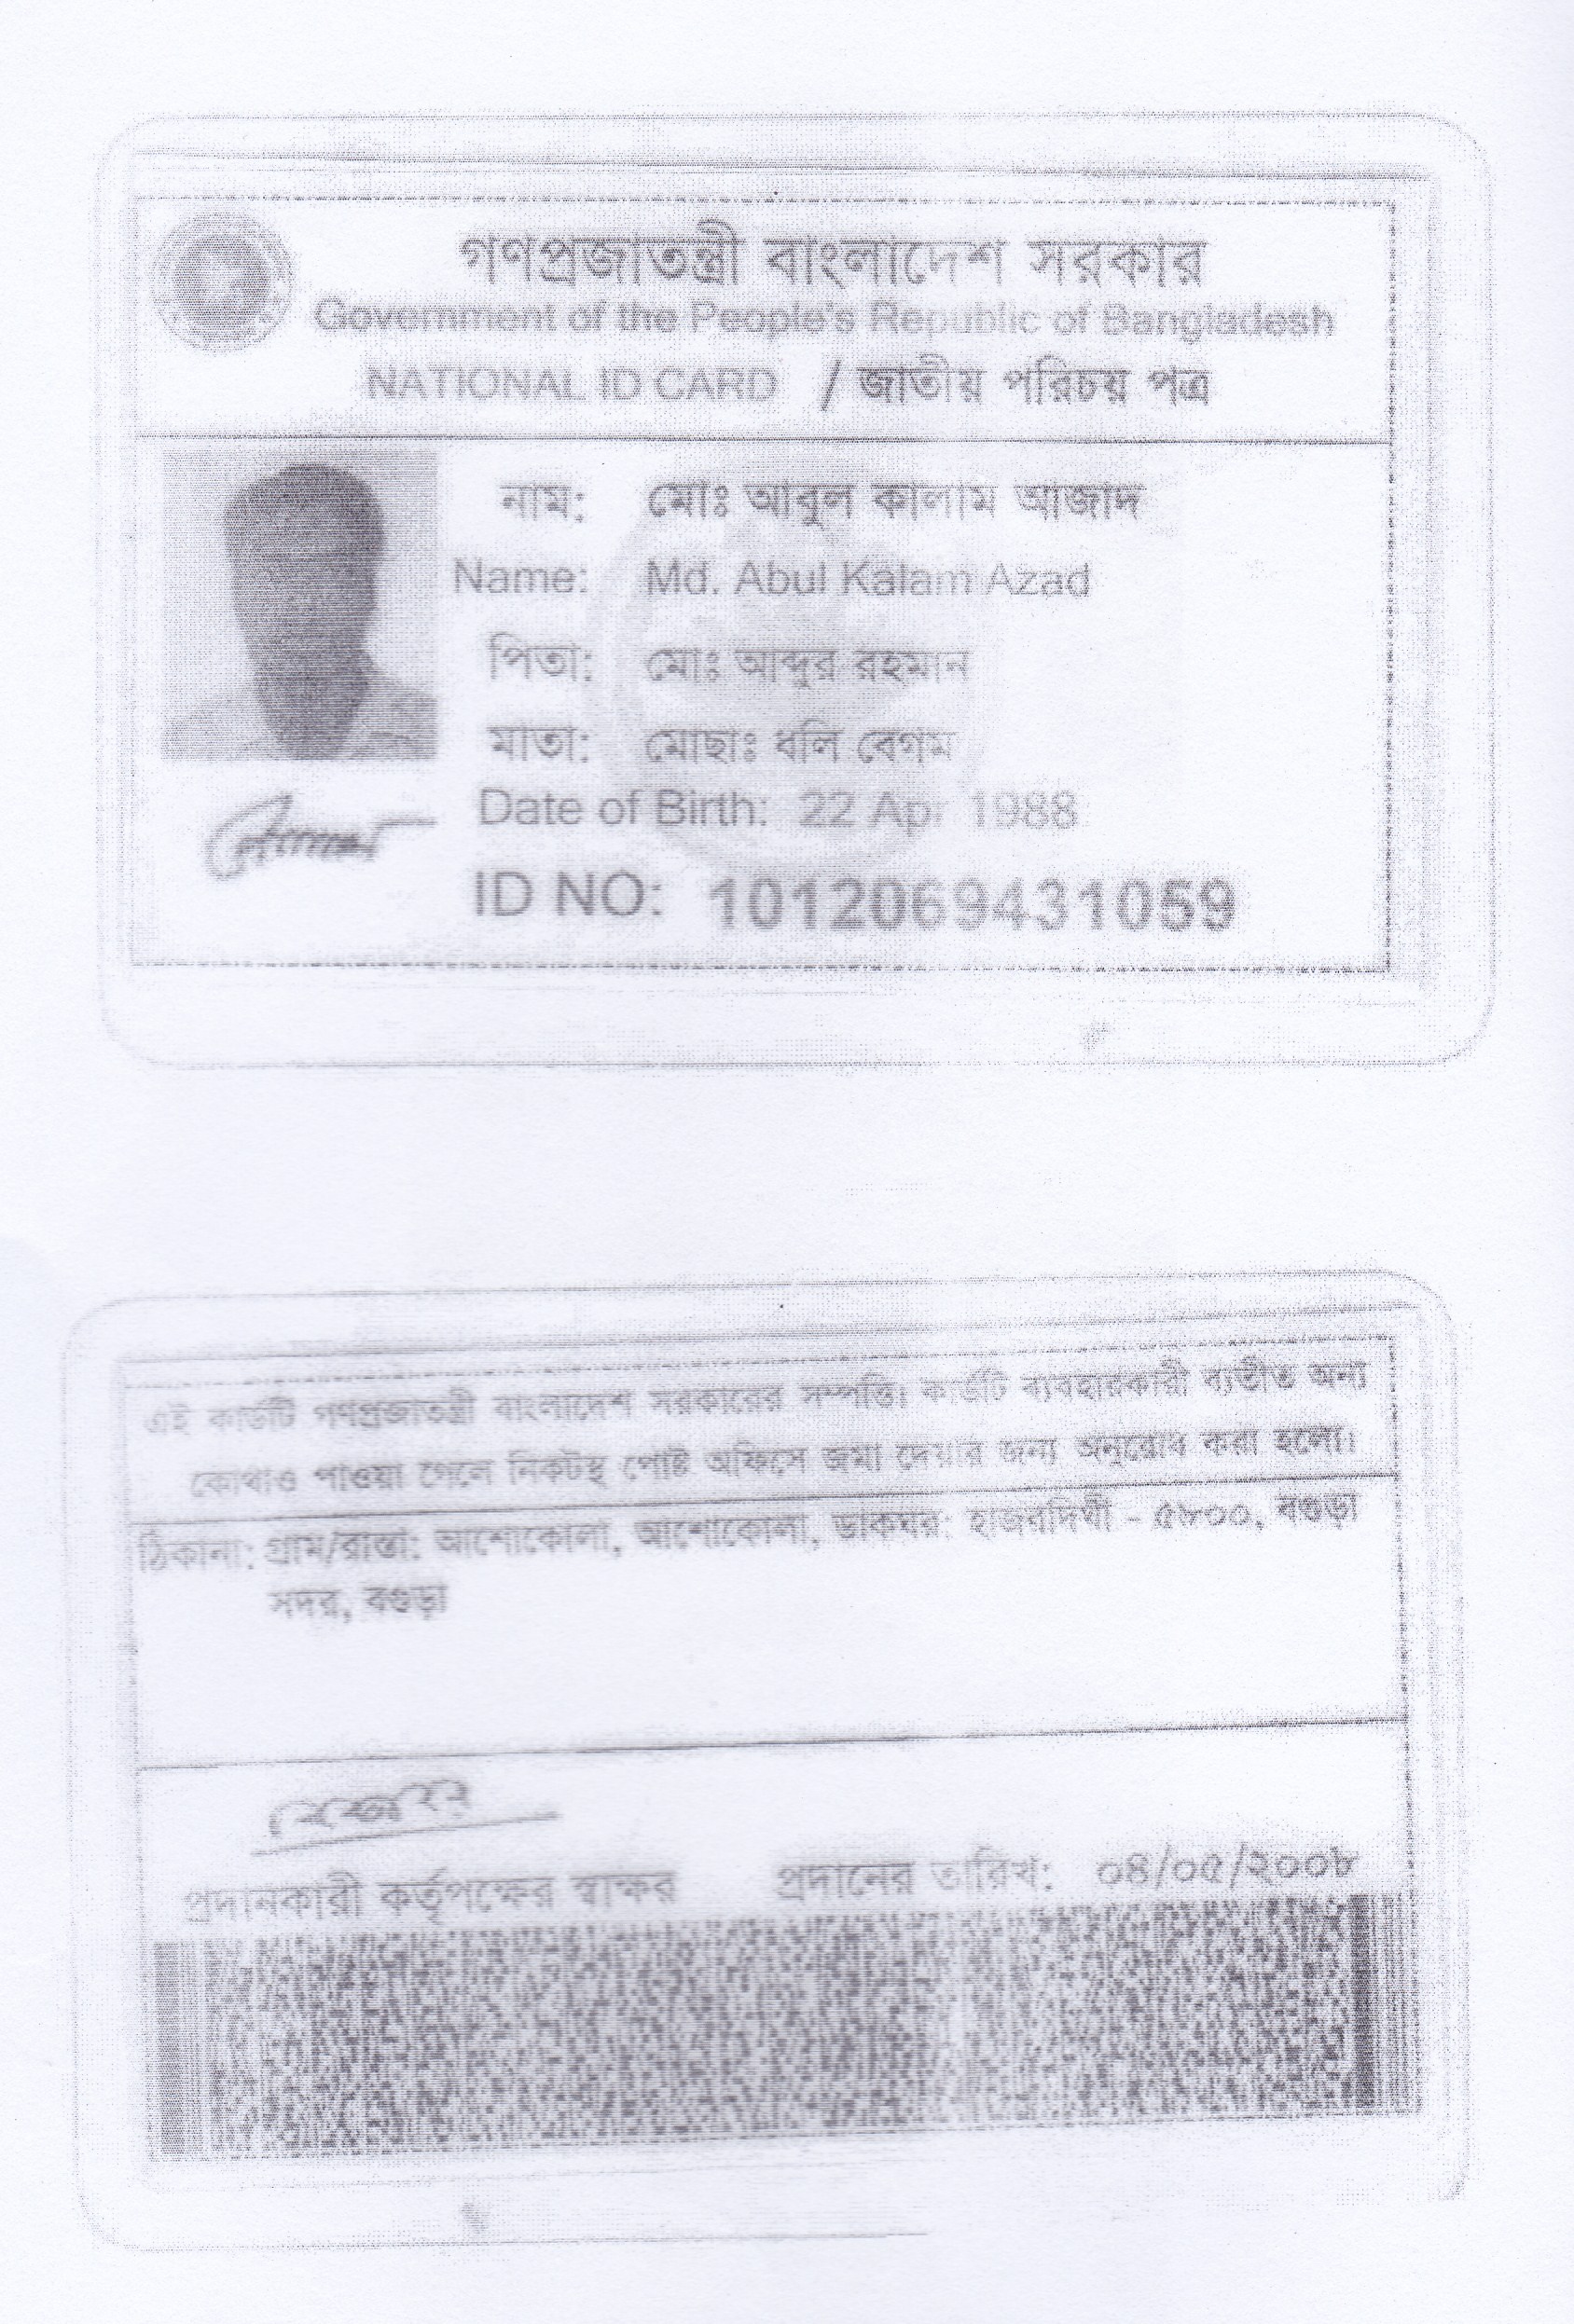 গণপ্রজাতন্ত্রী বাংলাদেশ সরকার
Government of the People's Republic of Bangladesh
NATIONAL ID CARD / জাতীয় পরিচয় পত্র
নাম: মোঃ আবুল কালাম আজাদ
Name: Md. Abul Kalam Azad
পিতা: মোঃ আব্দুর রহমান
মাতা: মোছাঃ বলি বেগম
Date of Birth: 22 Apr 1988
ID NO: 1012069431059
এই কার্ডটি গণপ্রজাতন্ত্রী বাংলাদেশ সরকারের সম্পত্তি। কার্ডটি ব্যবহারকারী ব্যতীত অন্য
কোথাও পাওয়া গেলে নিকটস্থ পোষ্ট অফিসে জমা দেয়ার জন্য অনুরোধ করা হলো।
ঠিকানা: গ্রাম/রাস্তা: আশোকোলা, আশোকোলা, ডাকঘর: হাজরাদিঘী - ৫৮০০, বগুড়া
সদর, বগুড়া
প্রদানকারী কর্তৃপক্ষের স্বাক্ষর প্রদানের তারিখ: ০৪/০৫/২০০৮